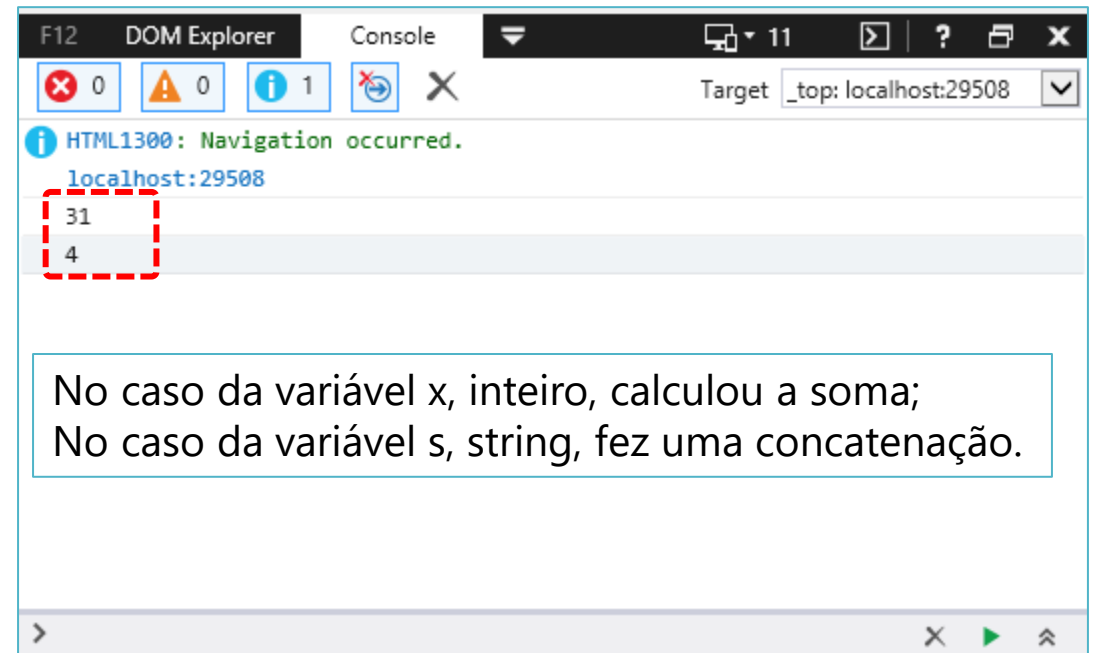 F12 DOM Explorer Console 11 ?
0 0 1 Target _top: localhost:29508
HTML1300: Navigation occurred.
localhost:29508
31
4
No caso da variável x, inteiro, calculou a soma;
No caso da variável s, string, fez uma concatenação.